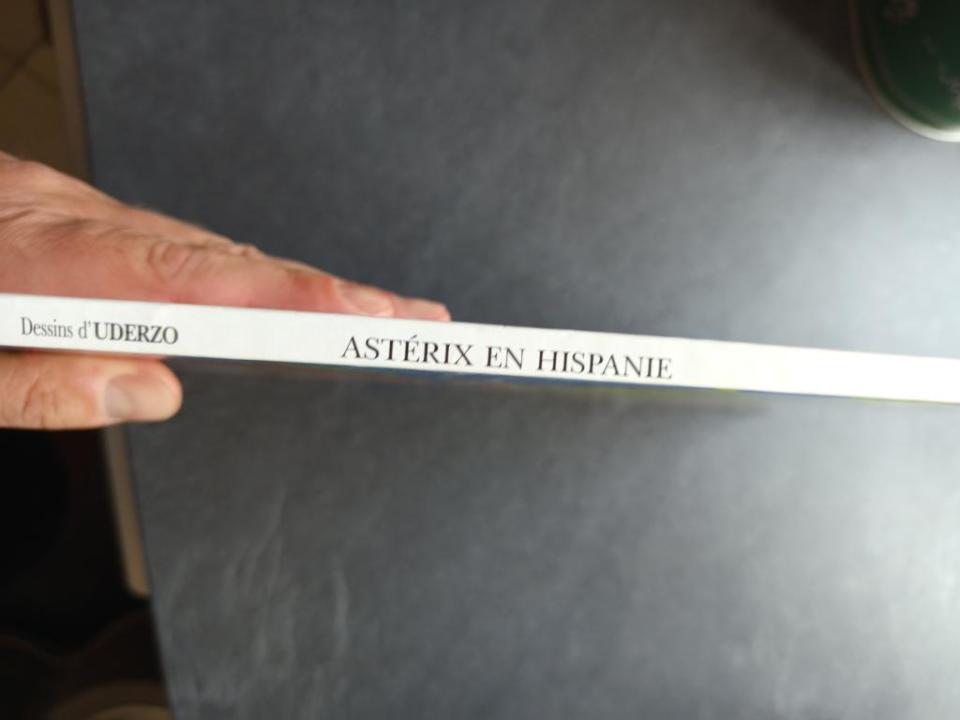 Dessins d'UDERZO
ASTÉRIX EN HISPANIE